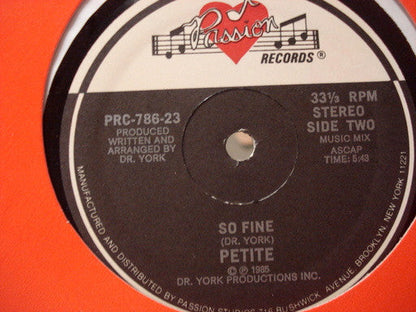 Passion
RECORDS®
PRC-786-23
PRODUCED
WRITTEN AND
ARRANGED BY
DR. YORK
33⅓ RPM
STEREO
SIDE TWO
MUSIC MIX
ASCAP
TIME: 5:43
SO FINE
(DR. YORK)
PETITE
© ℗ 1985
DR. YORK PRODUCTIONS INC.
MANUFACTURED AND DISTRIBUTED BY PASSION STUDIOS 716 BUSHWICK AVENUE, BROOKLYN, NEW YORK 11221